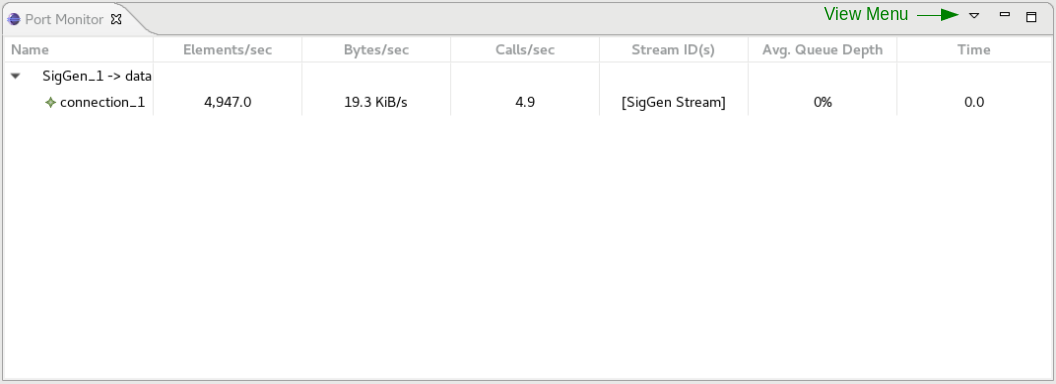 Port Monitor
View Menu
Name Elements/sec Bytes/sec Calls/sec Stream ID(s) Avg. Queue Depth Time
SigGen_1 -> data
connection_1 4,947.0 19.3 KiB/s 4.9 [SigGen Stream] 0% 0.0